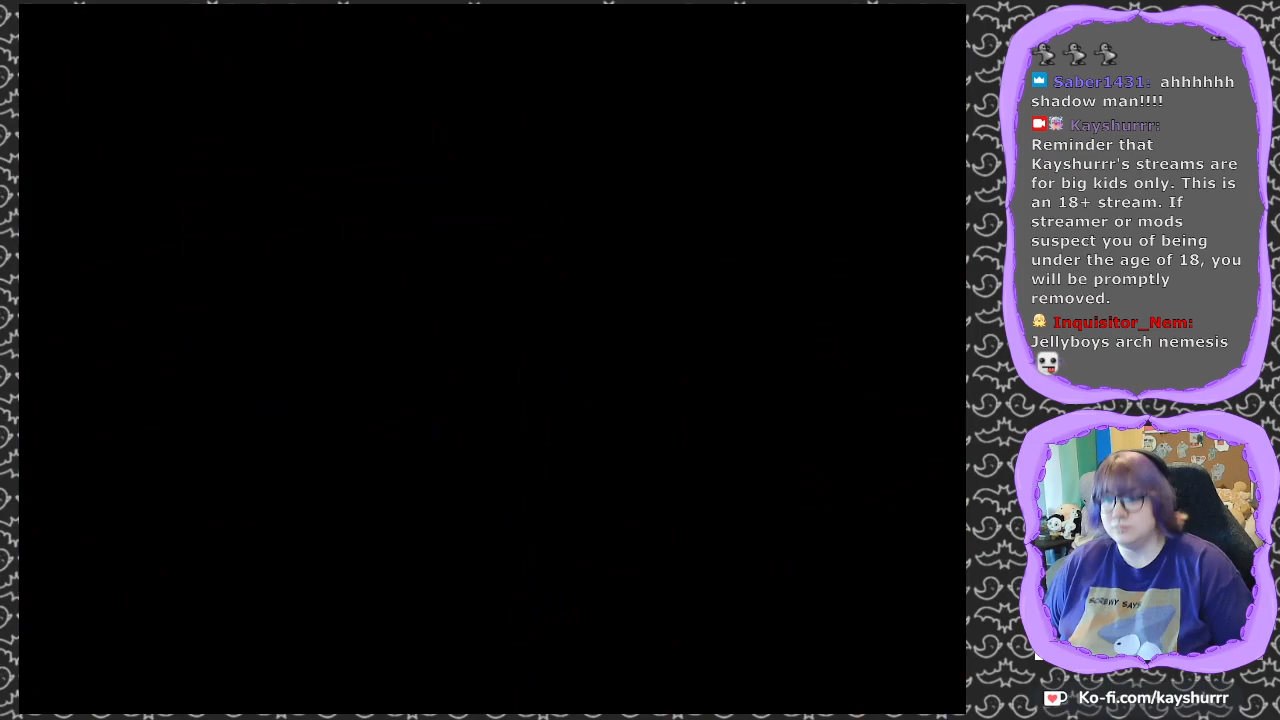 Saber1431: ahhhhhh
shadow man!!!!
Kayshurrr:
Reminder that
Kayshurrr's streams are
for big kids only. This is
an 18+ stream. If
streamer or mods
suspect you of being
under the age of 18, you
will be promptly
removed.
Inquisitor_Nem:
Jellyboys arch nemesis
SCREWY SAYS
Ko-fi.com/kayshurrr